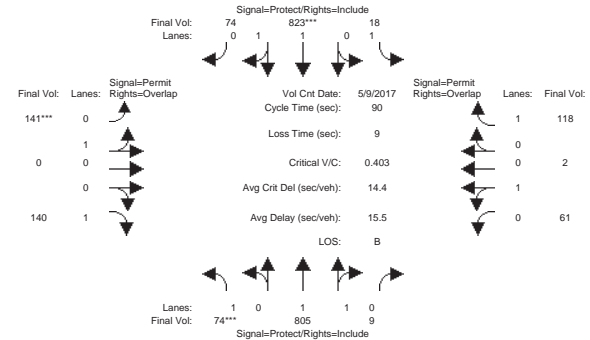 Signal=Protect/Rights=Include
Final Vol: 74 823*** 18
Lanes: 0 1 1 0 1
Signal=Permit
Final Vol: Lanes: Rights=Overlap
Vol Cnt Date: 5/9/2017
Signal=Permit
Rights=Overlap Lanes: Final Vol:
Cycle Time (sec): 90
141*** 0
1 118
Loss Time (sec): 9
1
0
0 0
Critical V/C: 0.403
0 2
0
Avg Crit Del (sec/veh): 14.4
1
140 1
Avg Delay (sec/veh): 15.5
0 61
LOS: B
Lanes: 1 0 1 1 0
Final Vol: 74*** 805 9
Signal=Protect/Rights=Include